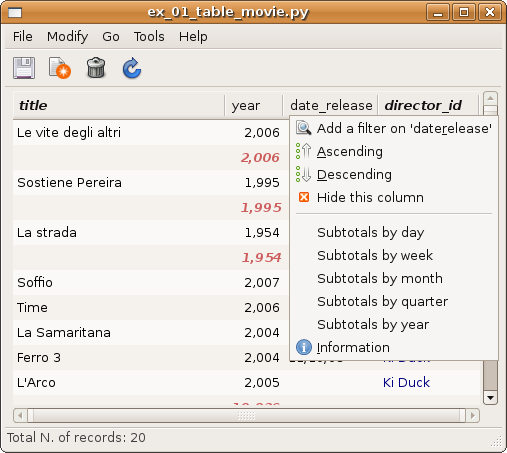 ex_01_table_movie.py
File Modify Go Tools Help
title year date_release director_id
Le vite degli altri 2,006
2,006
Sostiene Pereira 1,995
1,995
La strada 1,954
1,954
Soffio 2,007
Time 2,006
La Samaritana 2,004
Ferro 3 2,004
L'Arco 2,005 Ki Duck
Add a filter on 'daterelease'
Ascending
Descending
Hide this column
Subtotals by day
Subtotals by week
Subtotals by month
Subtotals by quarter
Subtotals by year
Information
Total N. of records: 20